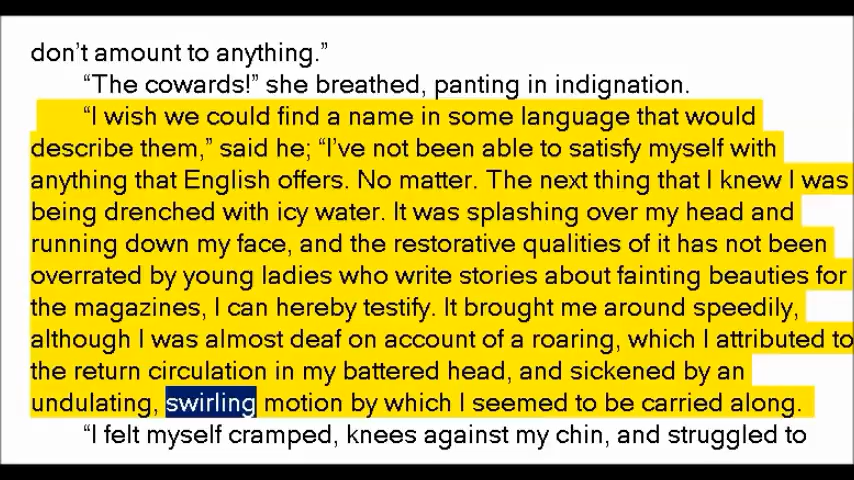 don’t amount to anything.”
“The cowards!” she breathed, panting in indignation.
“I wish we could find a name in some language that would
describe them,” said he; “I’ve not been able to satisfy myself with
anything that English offers. No matter. The next thing that I knew I was
being drenched with icy water. It was splashing over my head and
running down my face, and the restorative qualities of it has not been
overrated by young ladies who write stories about fainting beauties for
the magazines, I can hereby testify. It brought me around speedily,
although I was almost deaf on account of a roaring, which I attributed to
the return circulation in my battered head, and sickened by an
undulating, swirling motion by which I seemed to be carried along.
“I felt myself cramped, knees against my chin, and struggled to